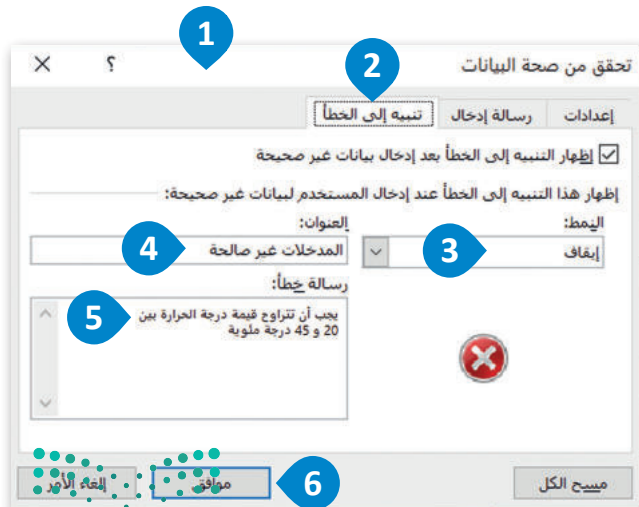 1
تحقق من صحة البيانات ؟ ×
2
إعدادات رسالة إدخال تنبيه إلى الخطأ
إظهار التنبيه إلى الخطأ بعد إدخال بيانات غير صحيحة
إظهار هذا التنبيه إلى الخطأ عند إدخال المستخدم لبيانات غير صحيحة:
النمط: العنوان:
إيقاف 3 المدخلات غير صالحة 4
رسالة خطأ:
يجب أن تتراوح قيمة درجة الحرارة بين 5
20 و 45 درجة مئوية
مسح الكل 6 موافق إلغاء الأمر